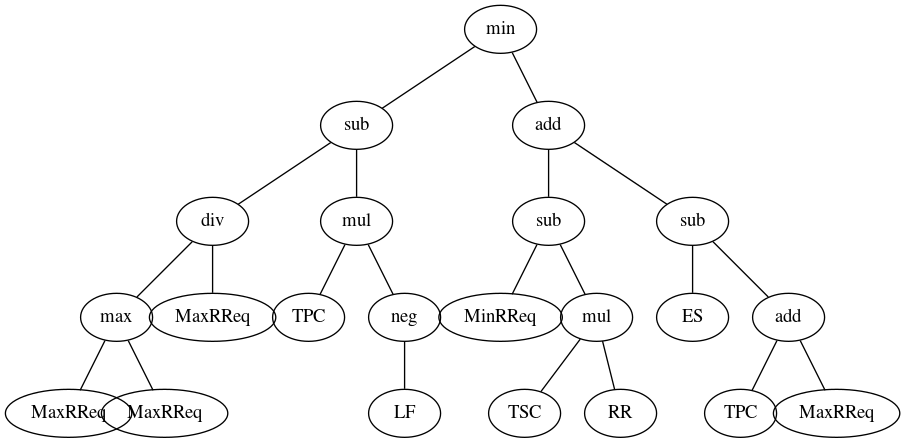 min
sub add
div mul sub sub
max MaxRReq TPC neg MinRReq mul ES add
MaxRReq MaxRReq LF TSC RR TPC MaxRReq